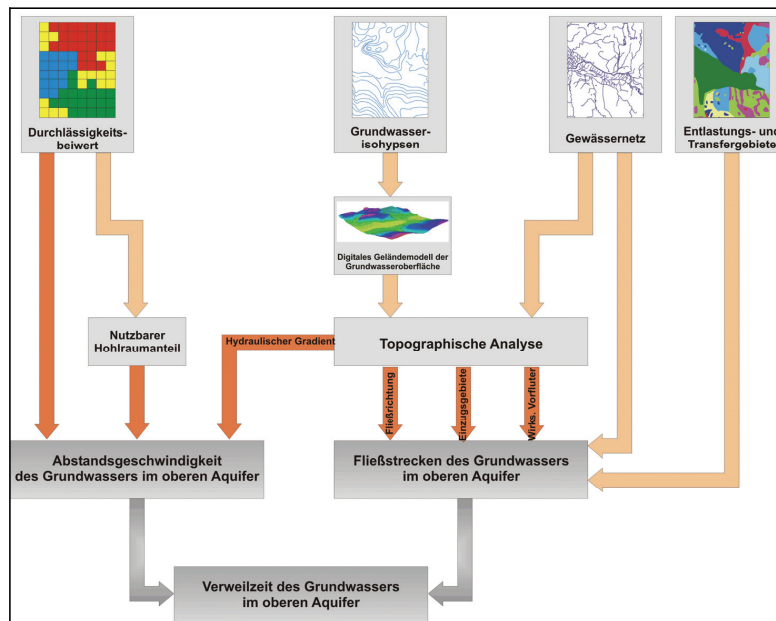 Durchlässigkeits-
beiwert
Grundwasser-
isohypsen
Gewässernetz
Entlastungs- und
Transfergebiete
Digitales Geländemodell der
Grundwasseroberfläche
Nutzbarer
Hohlraumanteil
Hydraulischer Gradient
Topographische Analyse
Fließrichtung
Einzugsgebiete
Wirks. Vorfluter
Abstandsgeschwindigkeit
des Grundwassers im oberen Aquifer
Fließstrecken des Grundwassers
im oberen Aquifer
Verweilzeit des Grundwassers
im oberen Aquifer